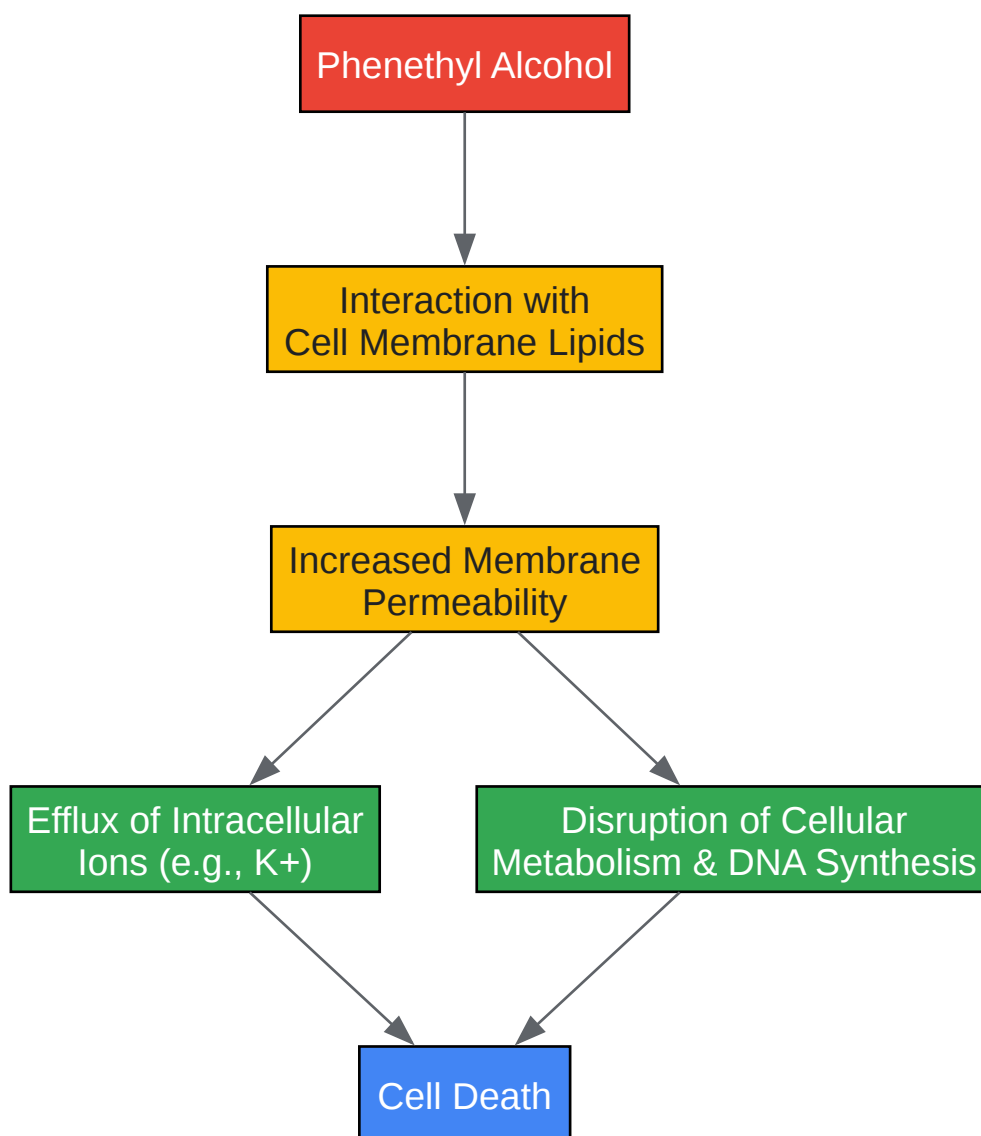 Phenethyl Alcohol
Interaction with
Cell Membrane Lipids
Increased Membrane
Permeability
Efflux of Intracellular
Ions (e.g., K+)
Disruption of Cellular
Metabolism & DNA Synthesis
Cell Death